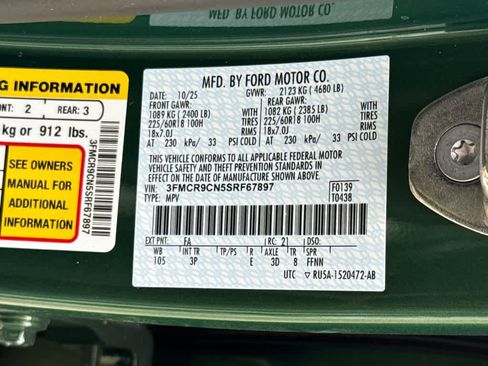 MFD. BY FORD MOTOR CO.
NG INFORMATION
FRONT: 2 REAR: 3
kg or 912 lbs.
SEE OWNERS
MANUAL FOR
ADDITIONAL
INFORMATION
3FMCR9CN5SRF67897
MFD. BY FORD MOTOR CO.
DATE: 10/25 GVWR: 2123 KG ( 4680 LB)
FRONT GAWR: REAR GAWR:
1089 KG ( 2400 LB) 1082 KG ( 2385 LB)
225/60R18 100H TIRES 225/60R18 100H
18x7.0J RIMS 18x7.0J
AT 230 kPa/ 33 PSI COLD AT 230 kPa/ 33 PSI COLD
THIS VEHICLE CONFORMS TO ALL APPLICABLE FEDERAL MOTOR
VEHICLE SAFETY AND THEFT PREVENTION STANDARDS IN
EFFECT ON THE DATE OF MANUFACTURE SHOWN ABOVE.
VIN: 3FMCR9CN5SRF67897 F0139
TYPE: MPV T0438
EXT PNT: FA RC: 21 DSO:
WB INT TR TP/PS R AXLE TR SPR
105 3P E 3D 8 FFNN
UTC RU5A-1520472-AB